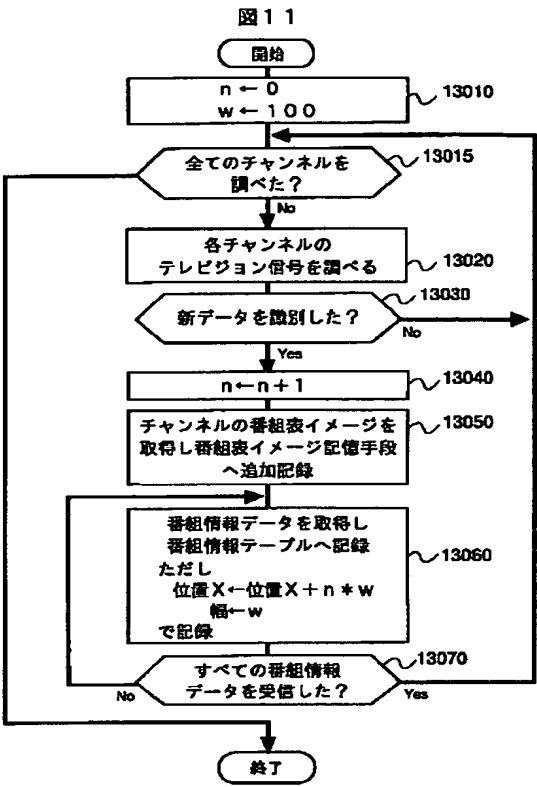 図11
開始
n ← 0
w ← 100
13010
全てのチャンネルを
調べた?
13015
No
各チャンネルの
テレビジョン信号を調べる
13020
新データを識別した?
13030
No
Yes
n←n+1
13040
チャンネルの番組表イメージを
取得し番組表イメージ記憶手段
へ追加記録
13050
番組情報データを取得し
番組情報テーブルへ記録
ただし
位置X←位置X+n*w
幅←w
で記録
13060
すべての番組情報
データを受信した?
13070
No
Yes
終了